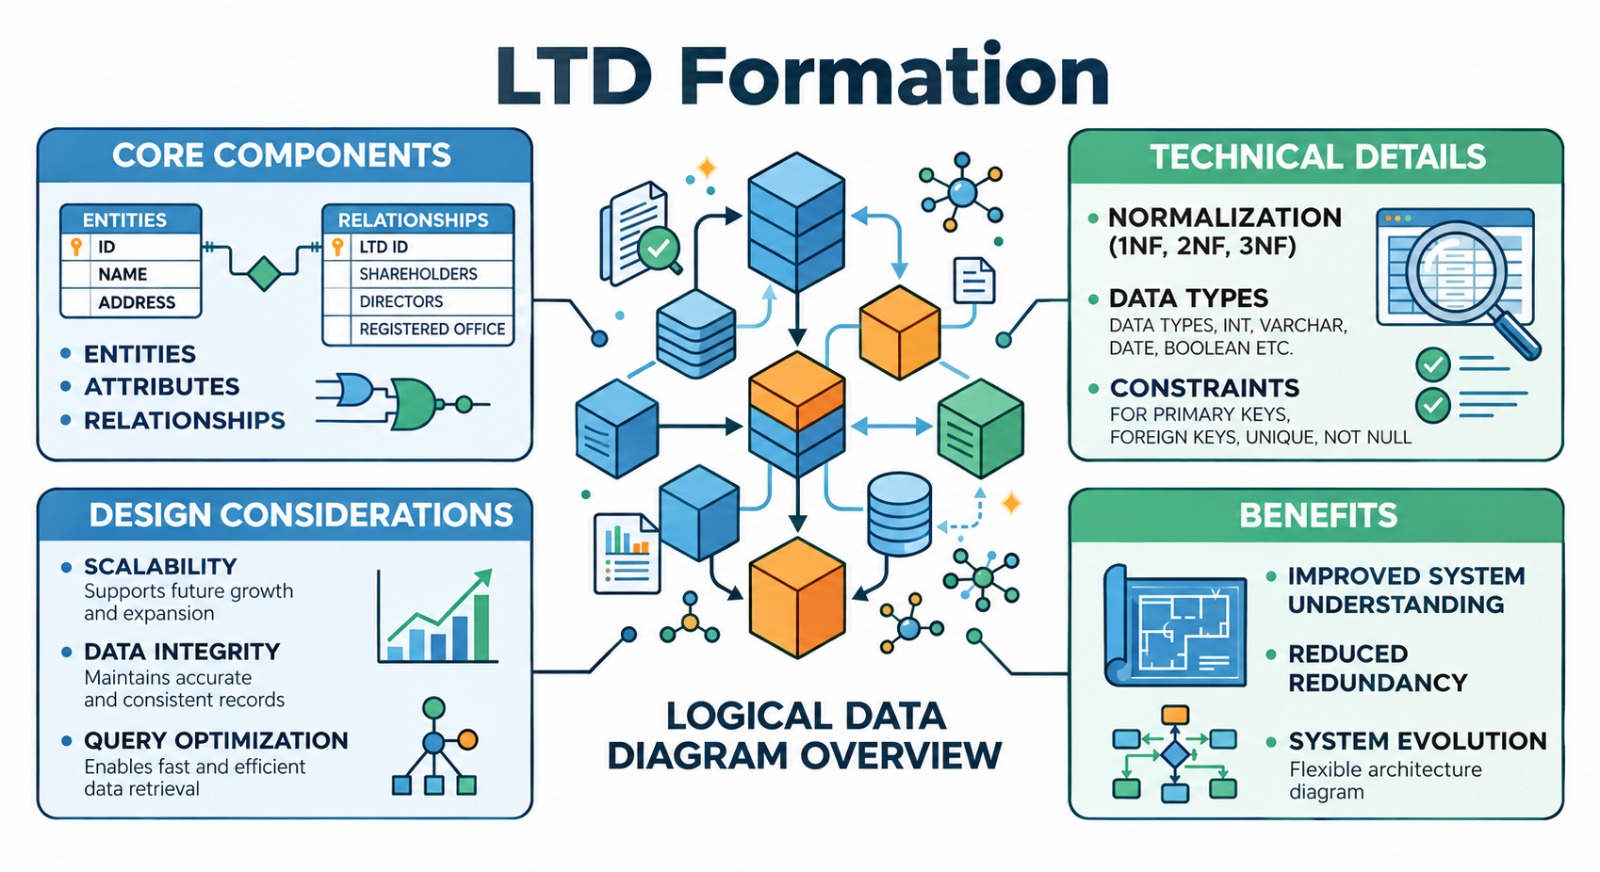 LTD Formation
CORE COMPONENTS
ENTITIES
ID
NAME
ADDRESS
RELATIONSHIPS
LTD ID
SHAREHOLDERS
DIRECTORS
REGISTERED OFFICE
ENTITIES
ATTRIBUTES
RELATIONSHIPS
DESIGN CONSIDERATIONS
SCALABILITY
Supports future growth
and expansion
DATA INTEGRITY
Maintains accurate
and consistent records
QUERY OPTIMIZATION
Enables fast and efficient
data retrieval
LOGICAL DATA
DIAGRAM OVERVIEW
TECHNICAL DETAILS
NORMALIZATION
(1NF, 2NF, 3NF)
DATA TYPES
DATA TYPES, INT, VARCHAR,
DATE, BOOLEAN ETC.
CONSTRAINTS
FOR PRIMARY KEYS,
FOREIGN KEYS, UNIQUE, NOT NULL
BENEFITS
IMPROVED SYSTEM
UNDERSTANDING
REDUCED
REDUNDANCY
SYSTEM EVOLUTION
Flexible architecture
diagram